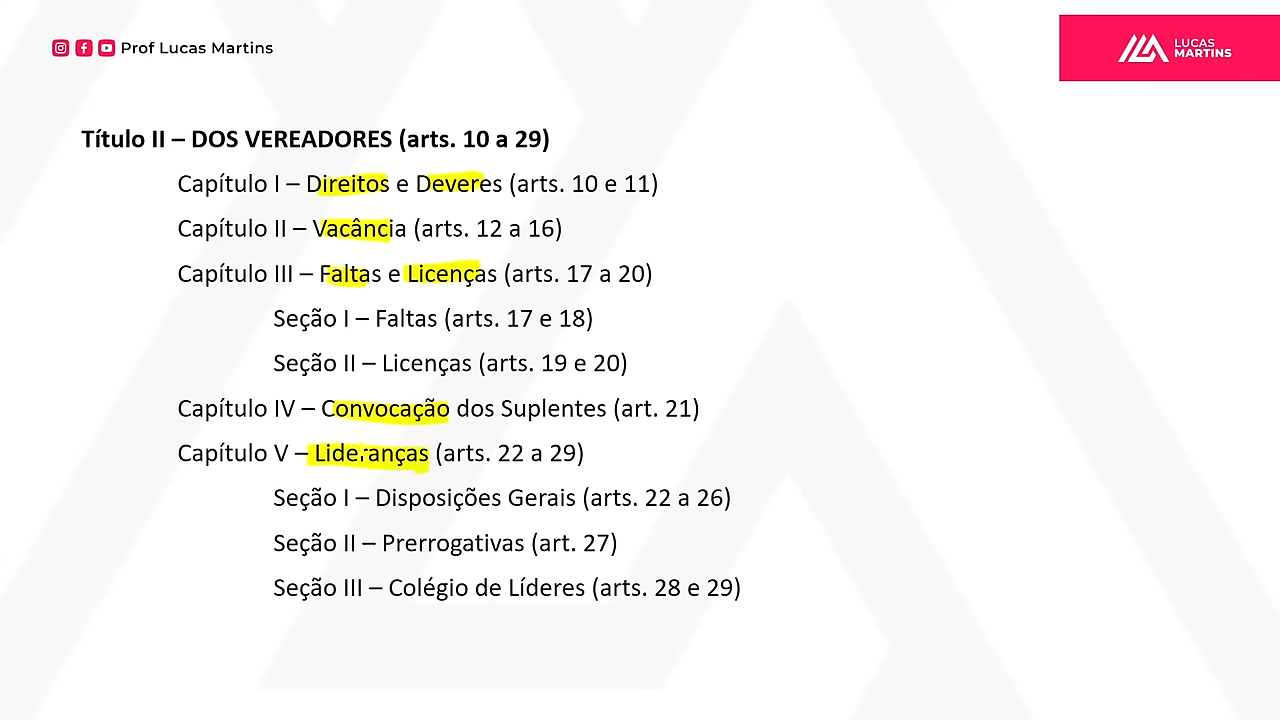 Prof Lucas Martins
LUCAS
MARTINS
Título II – DOS VEREADORES (arts. 10 a 29)
Capítulo I – Direitos e Deveres (arts. 10 e 11)
Capítulo II – Vacância (arts. 12 a 16)
Capítulo III – Faltas e Licenças (arts. 17 a 20)
Seção I – Faltas (arts. 17 e 18)
Seção II – Licenças (arts. 19 e 20)
Capítulo IV – Convocação dos Suplentes (art. 21)
Capítulo V – Lideranças (arts. 22 a 29)
Seção I – Disposições Gerais (arts. 22 a 26)
Seção II – Prerrogativas (art. 27)
Seção III – Colégio de Líderes (arts. 28 e 29)